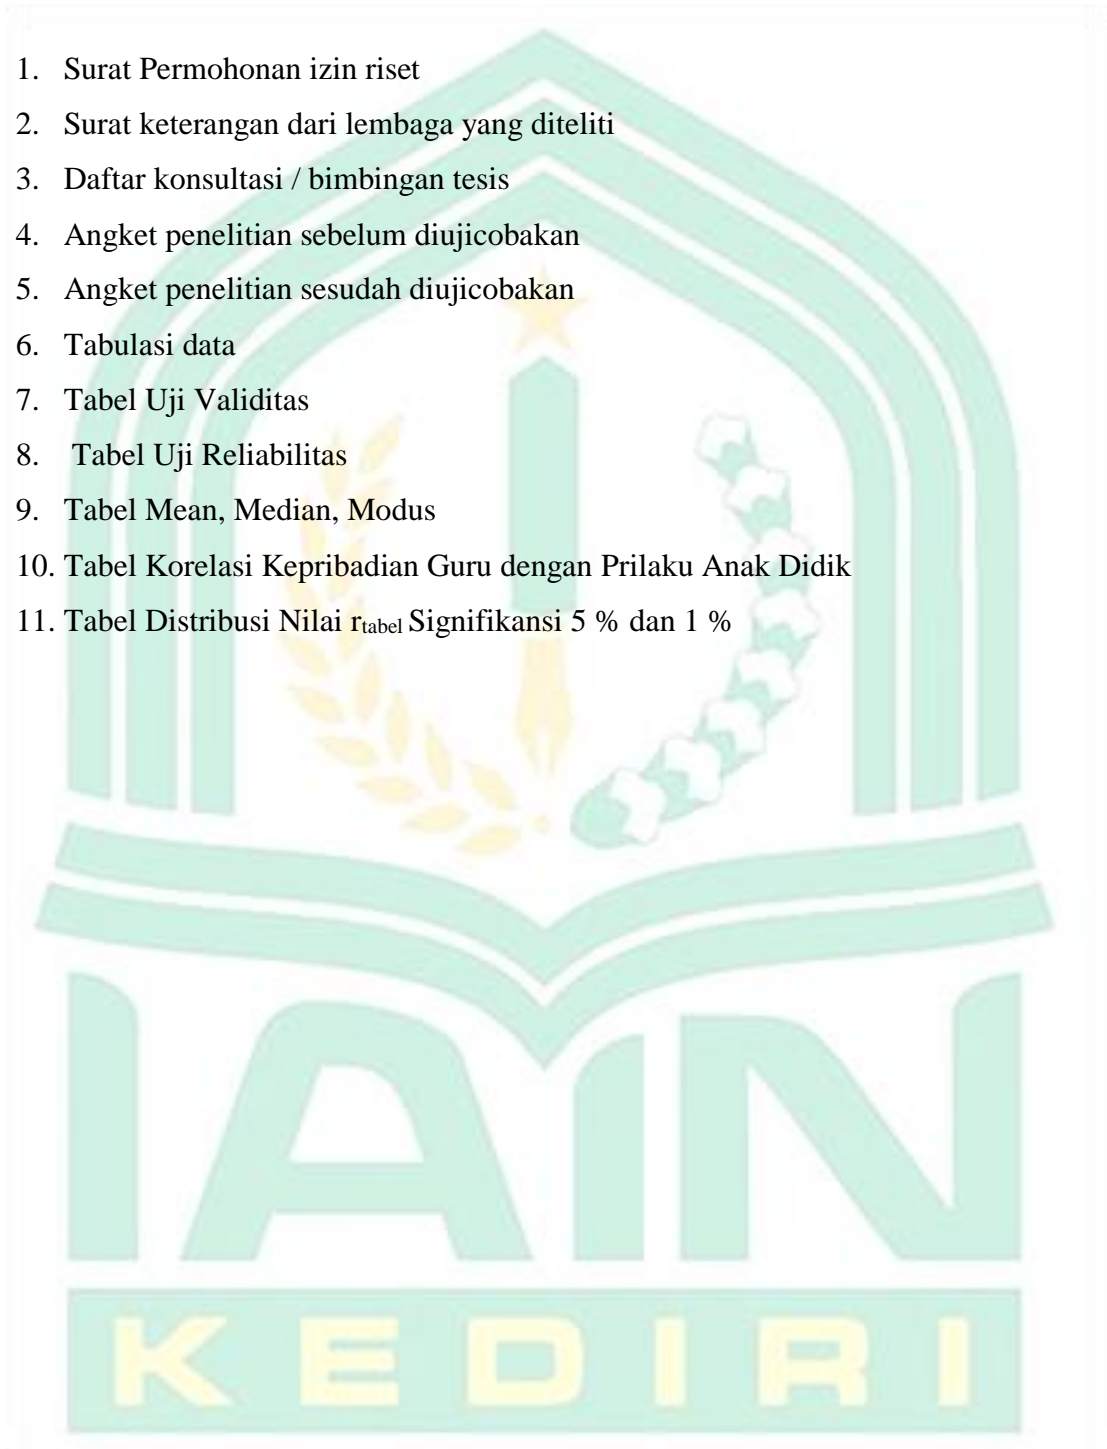 1. Surat Permohonan izin riset
2. Surat keterangan dari lembaga yang diteliti
3. Daftar konsultasi / bimbingan tesis
4. Angket penelitian sebelum diujicobakan
5. Angket penelitian sesudah diujicobakan
6. Tabulasi data
7. Tabel Uji Validitas
8. Tabel Uji Reliabilitas
9. Tabel Mean, Median, Modus
10. Tabel Korelasi Kepribadian Guru dengan Prilaku Anak Didik
11. Tabel Distribusi Nilai rtabel Signifikansi 5 % dan 1 %
IAIN
KEDIRI